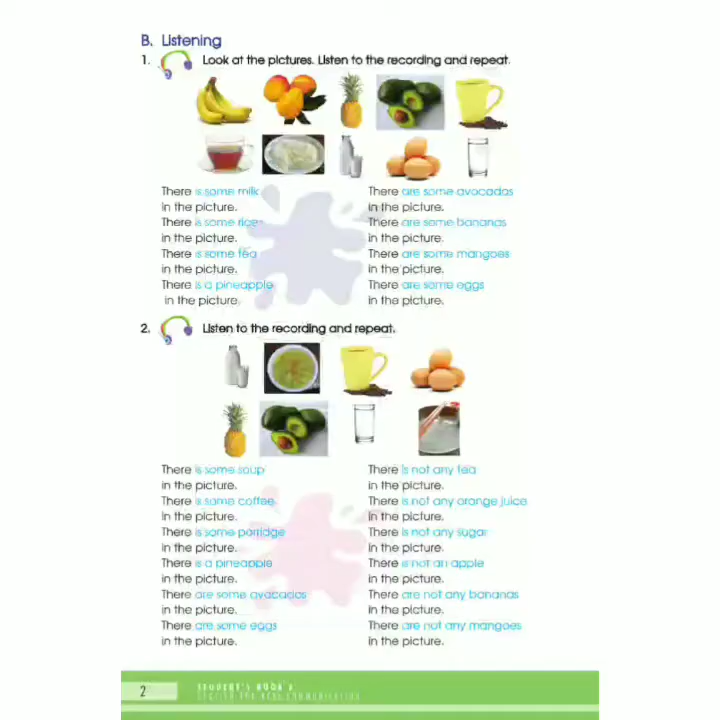 B. Listening
1. Look at the pictures. Listen to the recording and repeat.
There is some milk
in the picture.
There is some rice
in the picture.
There is some tea
in the picture.
There is a pineapple
in the picture.
There are some avocados
in the picture.
There are some bananas
in the picture.
There are some mangoes
in the picture.
There are some eggs
in the picture.
2. Listen to the recording and repeat.
There is some soup
in the picture.
There is some coffee
in the picture.
There is some porridge
in the picture.
There is a pineapple
in the picture.
There are some avocados
in the picture.
There are some eggs
in the picture.
There is not any tea
in the picture.
There is not any orange juice
in the picture.
There is not any sugar
in the picture.
There is not an apple
in the picture.
There are not any bananas
in the picture.
There are not any mangoes
in the picture.
2
STUDENT'S BOOK
ENGLISH FOR REAL COMMUNICATION